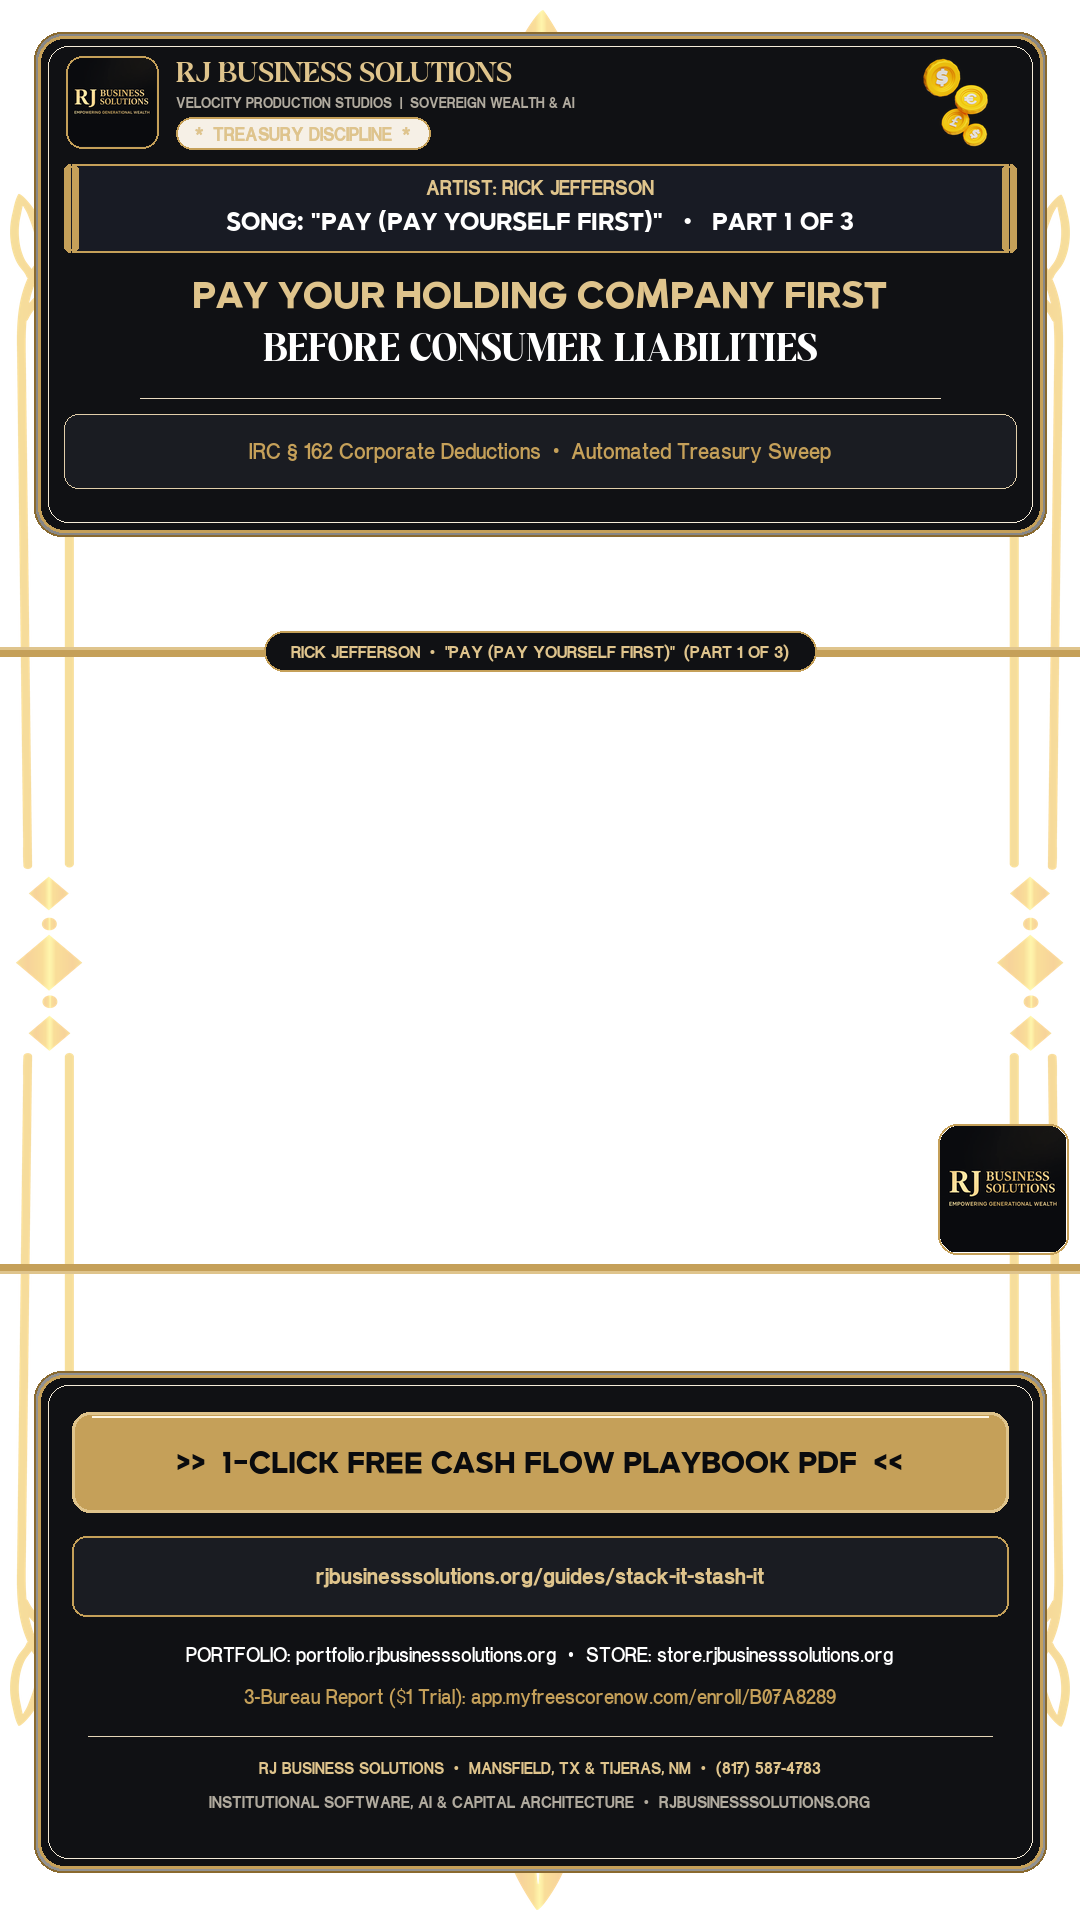 RJ BUSINESS SOLUTIONS
EMPOWERING GENERATIONAL WEALTH
RJ BUSINESS SOLUTIONS
VELOCITY PRODUCTION STUDIOS | SOVEREIGN WEALTH & AI
* TREASURY DISCIPLINE *
ARTIST: RICK JEFFERSON
SONG: "PAY (PAY YOURSELF FIRST)" • PART 1 OF 3
PAY YOUR HOLDING COMPANY FIRST
BEFORE CONSUMER LIABILITIES
IRC § 162 Corporate Deductions • Automated Treasury Sweep
RICK JEFFERSON • "PAY (PAY YOURSELF FIRST)" (PART 1 OF 3)
RJ BUSINESS SOLUTIONS
EMPOWERING GENERATIONAL WEALTH
>> 1-CLICK FREE CASH FLOW PLAYBOOK PDF <<
rjbusinesssolutions.org/guides/stack-it-stash-it
PORTFOLIO: portfolio.rjbusinesssolutions.org • STORE: store.rjbusinesssolutions.org
3-Bureau Report ($1 Trial): app.myfreescorenow.com/enroll/B07A8289
RJ BUSINESS SOLUTIONS • MANSFIELD, TX & TIJERAS, NM • (817) 587-4783
INSTITUTIONAL SOFTWARE, AI & CAPITAL ARCHITECTURE • RJBUSINESSSOLUTIONS.ORG